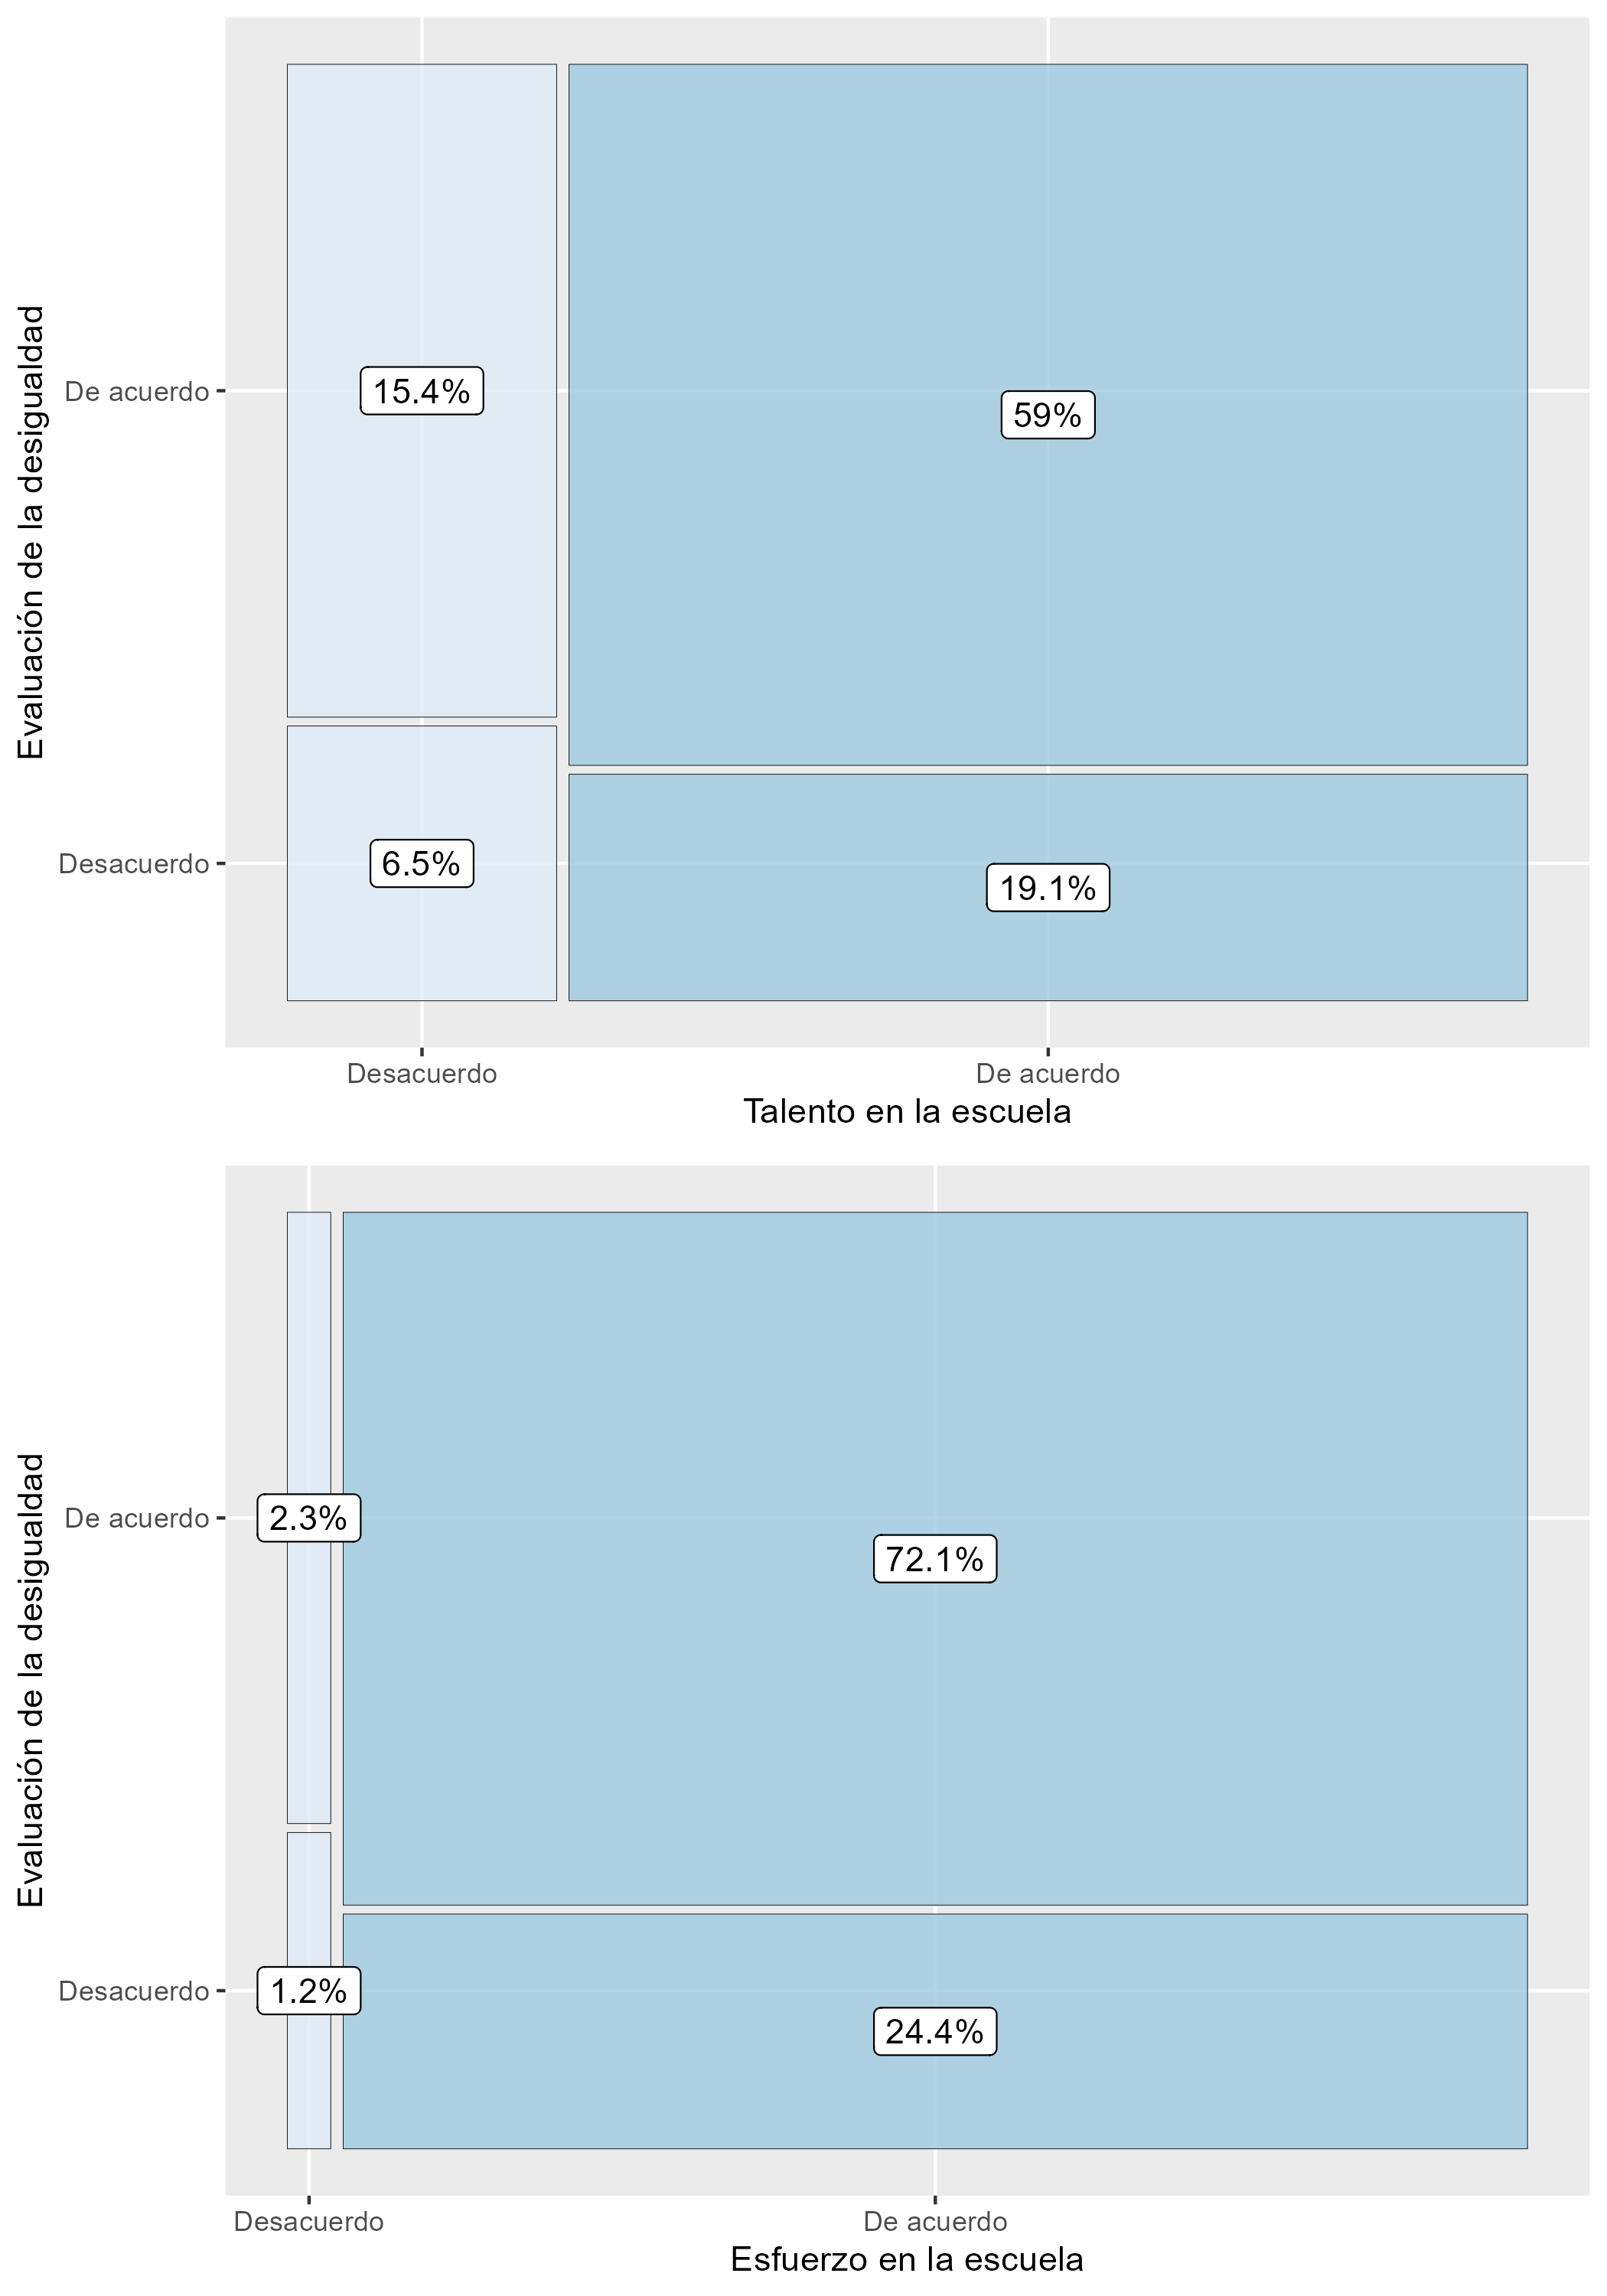 Evaluación de la desigualdad
De acuerdo
Desacuerdo
15.4%
59%
6.5%
19.1%
Desacuerdo
De acuerdo
Talento en la escuela
Evaluación de la desigualdad
De acuerdo
Desacuerdo
2.3%
72.1%
1.2%
24.4%
Desacuerdo
De acuerdo
Esfuerzo en la escuela